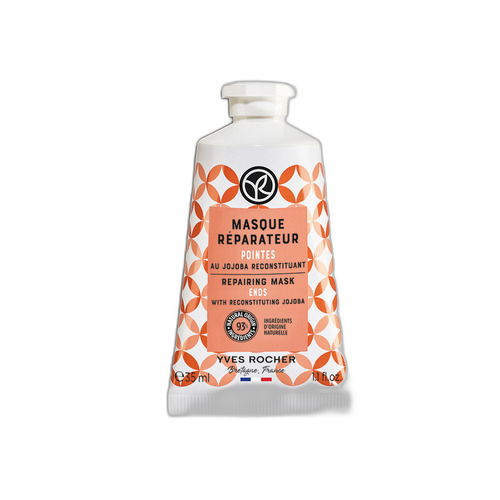 MASQUE
RÉPARATEUR
POINTES
AU JOJOBA RECONSTITUANT
REPAIRING MASK
ENDS
WITH RECONSTITUTING JOJOBA
NATURAL ORIGIN
93%
INGREDIENTS
INGRÉDIENTS
D'ORIGINE
NATURELLE
YVES ROCHER
Bretagne, France
℮35 ml
1.1 fl. oz